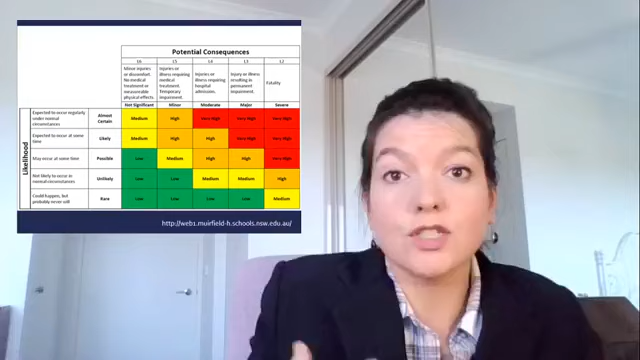 Potential Consequences
L6 L5 L4 L3 L2
Minor injuries or discomfort. No medical treatment or measureable physical effects.
Injuries or illness requiring medical treatment. Temporary impairment.
Injuries or illness requiring hospital admission.
Injury or illness resulting in permanent impairment.
Fatality
Not Significant Minor Moderate Major Severe
Likelihood
Expected to occur regularly under normal circumstances Almost Certain Medium High Very High Very High Very High
Expected to occur at some time Likely Medium High High Very High Very High
May occur at some time Possible Low Medium High High Very High
Not likely to occur in normal circumstances Unlikely Low Low Medium Medium High
Could happen, but probably never will Rare Low Low Low Low Medium
http://web1.muirfield-h.schools.nsw.edu.au/